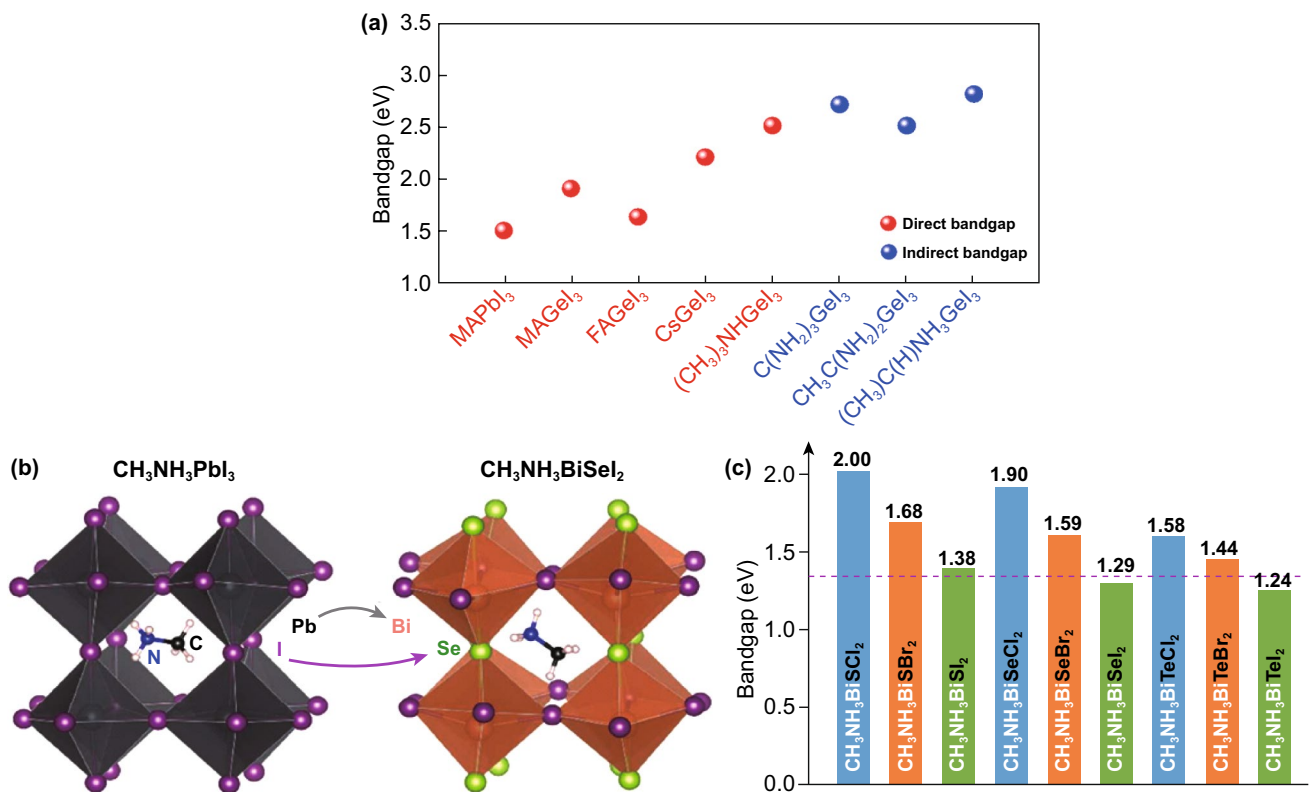 (a)
3.5
3.0
2.5
2.0
1.5
1.0
Bandgap (eV)
Direct bandgap
Indirect bandgap
MAPbI₃
MAGeI₃
FAGeI₃
CsGeI₃
(CH₃)₃NHGeI₃
C(NH₂)₃GeI₃
CH₃C(NH₂)₂GeI₃
(CH₃)C(H)NH₃GeI₃
(b)
CH₃NH₃PbI₃
CH₃NH₃BiSeI₂
Pb
Bi
I
Se
N
C
(c)
2.0
1.5
1.0
0.0
Bandgap (eV)
2.00
1.68
1.38
1.90
1.59
1.29
1.58
1.44
1.24
CH₃NH₃BiSCl₂
CH₃NH₃BiSBr₂
CH₃NH₃BiSI₂
CH₃NH₃BiSeCl₂
CH₃NH₃BiSeBr₂
CH₃NH₃BiSeI₂
CH₃NH₃BiTeCl₂
CH₃NH₃BiTeBr₂
CH₃NH₃BiTeI₂